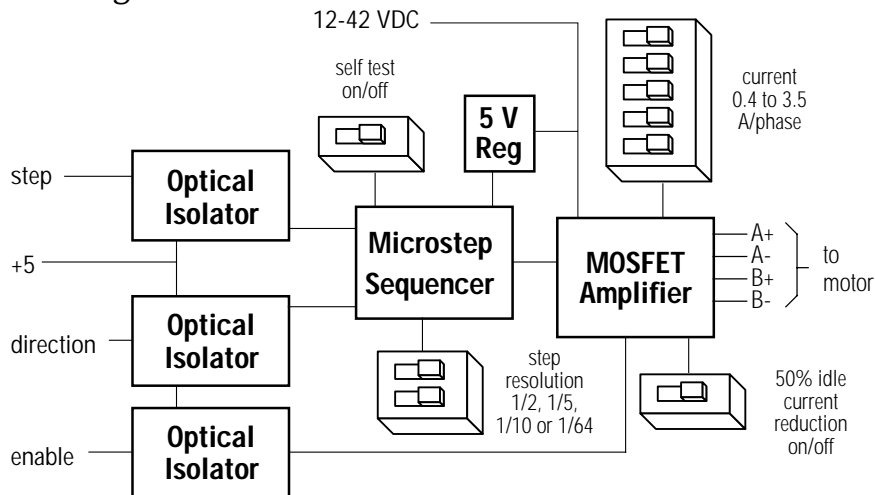 12-42 VDC
self test
on/off
current
0.4 to 3.5
A/phase
5 V
Reg
step
Optical
Isolator
+5
Microstep
Sequencer
MOSFET
Amplifier
A+
A-
B+
B-
to
motor
direction
Optical
Isolator
step
resolution
1/2, 1/5,
1/10 or 1/64
50% idle
current
reduction
on/off
enable
Optical
Isolator